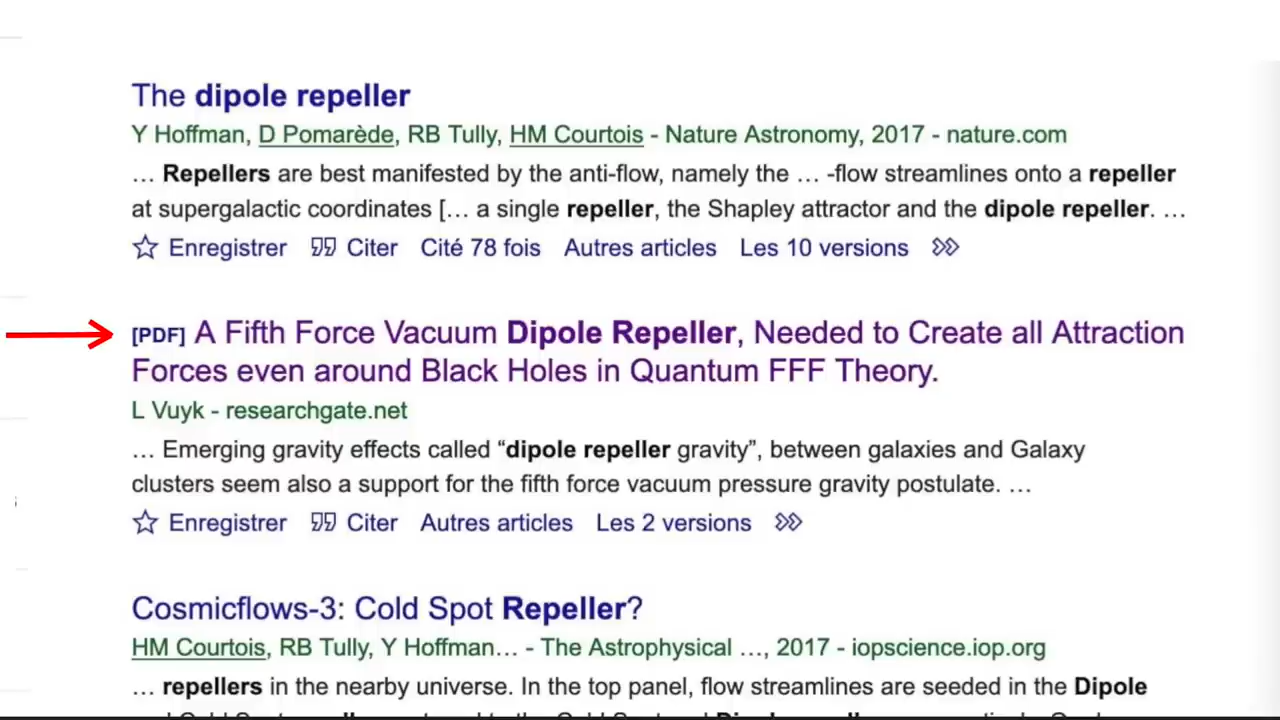 The dipole repeller
Y Hoffman, D Pomarède, RB Tully, HM Courtois - Nature Astronomy, 2017 - nature.com
… Repellers are best manifested by the anti-flow, namely the … -flow streamlines onto a repeller
at supergalactic coordinates [… a single repeller, the Shapley attractor and the dipole repeller. …
Enregistrer Citer Cité 78 fois Autres articles Les 10 versions
[PDF] A Fifth Force Vacuum Dipole Repeller, Needed to Create all Attraction
Forces even around Black Holes in Quantum FFF Theory.
L Vuyk - researchgate.net
… Emerging gravity effects called “dipole repeller gravity”, between galaxies and Galaxy
clusters seem also a support for the fifth force vacuum pressure gravity postulate. …
Enregistrer Citer Autres articles Les 2 versions
Cosmicflows-3: Cold Spot Repeller?
HM Courtois, RB Tully, Y Hoffman… - The Astrophysical …, 2017 - iopscience.iop.org
… repellers in the nearby universe. In the top panel, flow streamlines are seeded in the Dipole